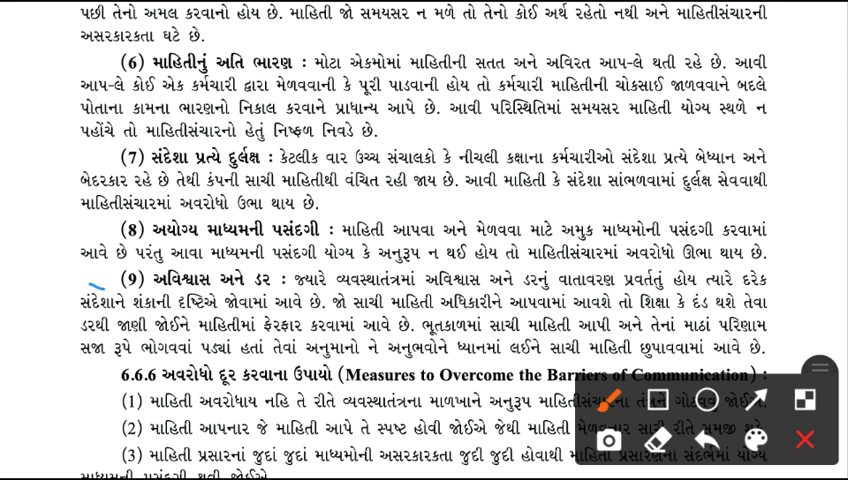 પછી તેનો અમલ કરવાનો હોય છે. માહિતી જો સમયસર ન મળે તો તેનો કોઈ અર્થ રહેતો નથી અને માહિતીસંચારની
અસરકારકતા ઘટે છે.
(6) માહિતીનું અતિ ભારણ : મોટા એકમોમાં માહિતીની સતત અને અવિરત આપ-લે થતી રહે છે. આવી
આપ-લે કોઈ એક કર્મચારી દ્વારા મેળવવાની કે પૂરી પાડવાની હોય તો કર્મચારી માહિતીની ચોકસાઈ જાળવવાને બદલે
પોતાના કામના ભારણનો નિકાલ કરવાને પ્રાધાન્ય આપે છે. આવી પરિસ્થિતિમાં સમયસર માહિતી યોગ્ય સ્થળે ન
પહોંચે તો માહિતીસંચારનો હેતું નિષ્ફળ નિવડે છે.
(7) સંદેશા પ્રત્યે દુર્લક્ષ : કેટલીક વાર ઉચ્ચ સંચાલકો કે નીચલી કક્ષાના કર્મચારીઓ સંદેશા પ્રત્યે બેધ્યાન અને
બેદરકાર રહે છે તેથી કંપની સાચી માહિતીથી વંચિત રહી જાય છે. આવી માહિતી કે સંદેશા સાંભળવામાં દુર્લક્ષ સેવવાથી
માહિતીસંચારમાં અવરોધો ઉભા થાય છે.
(8) અયોગ્ય માધ્યમની પસંદગી : માહિતી આપવા અને મેળવવા માટે અમુક માધ્યમોની પસંદગી કરવામાં
આવે છે પરંતુ આવા માધ્યમની પસંદગી યોગ્ય કે અનુરૂપ ન થઈ હોય તો માહિતીસંચારમાં અવરોધો ઊભા થાય છે.
(9) અવિશ્વાસ અને ડર : જ્યારે વ્યવસ્થાતંત્રમાં અવિશ્વાસ અને ડરનું વાતાવરણ પ્રવર્તતું હોય ત્યારે દરેક
સંદેશાને શંકાની દૃષ્ટિએ જોવામાં આવે છે. જો સાચી માહિતી અધિકારીને આપવામાં આવશે તો શિક્ષા કે દંડ થશે તેવા
ડરથી જાણી જોઈને માહિતીમાં ફેરફાર કરવામાં આવે છે. ભૂતકાળમાં સાચી માહિતી આપી અને તેનાં માઠાં પરિણામ
સજા રૂપે ભોગવવાં પડ્યાં હતાં તેવાં અનુમાનો ને અનુભવોને ધ્યાનમાં લઈને સાચી માહિતી છુપાવવામાં આવે છે.
6.6.6 અવરોધો દૂર કરવાના ઉપાયો (Measures to Overcome the Barriers of Communication) :
(1) માહિતી અવરોધાય નહિ તે રીતે વ્યવસ્થાતંત્રના માળખાને અનુરૂપ
(2) માહિતી આપનાર જે માહિતી આપે તે સ્પષ્ટ હોવી જોઈએ જેથી માહિતી
(3) માહિતી પ્રસારનાં જુદાં જુદાં માધ્યમોની અસરકારકતા જુદી જુદી હોવાથી